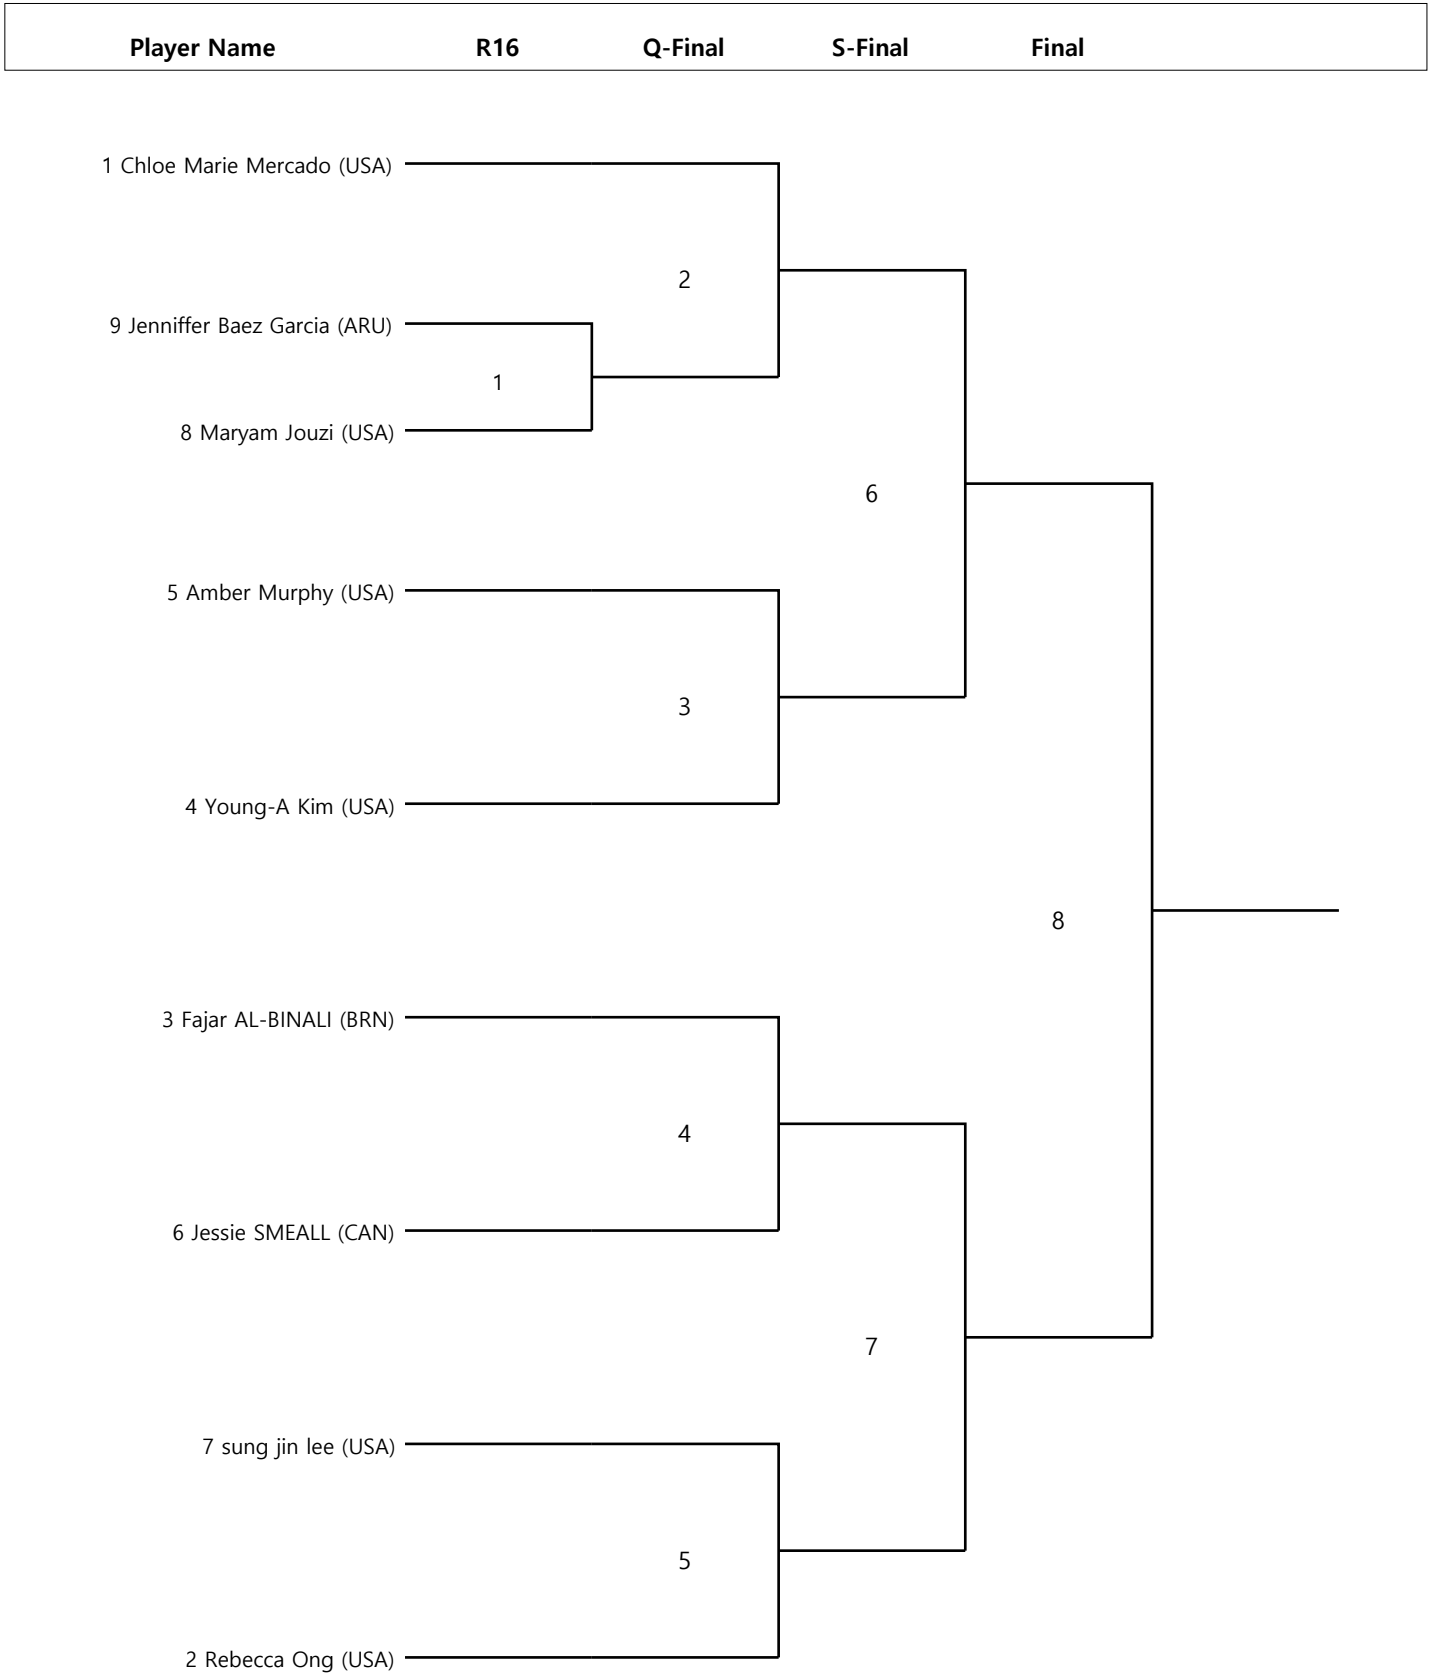 Player Name R16 Q-Final S-Final Final
1 Chloe Marie Mercado (USA)
2
9 Jenniffer Baez Garcia (ARU)
1
8 Maryam Jouzi (USA)
6
5 Amber Murphy (USA)
3
4 Young-A Kim (USA)
8
3 Fajar AL-BINALI (BRN)
4
6 Jessie SMEALL (CAN)
7
7 sung jin lee (USA)
5
2 Rebecca Ong (USA)